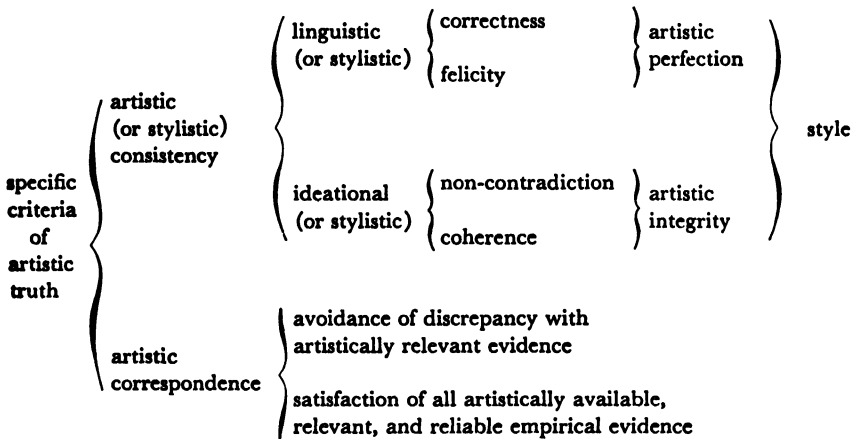 specific
criteria
of
artistic
truth
artistic
(or stylistic)
consistency
linguistic
(or stylistic)
correctness
felicity
artistic
perfection
ideational
(or stylistic)
non-contradiction
coherence
artistic
integrity
style
artistic
correspondence
avoidance of discrepancy with
artistically relevant evidence
satisfaction of all artistically available,
relevant, and reliable empirical evidence